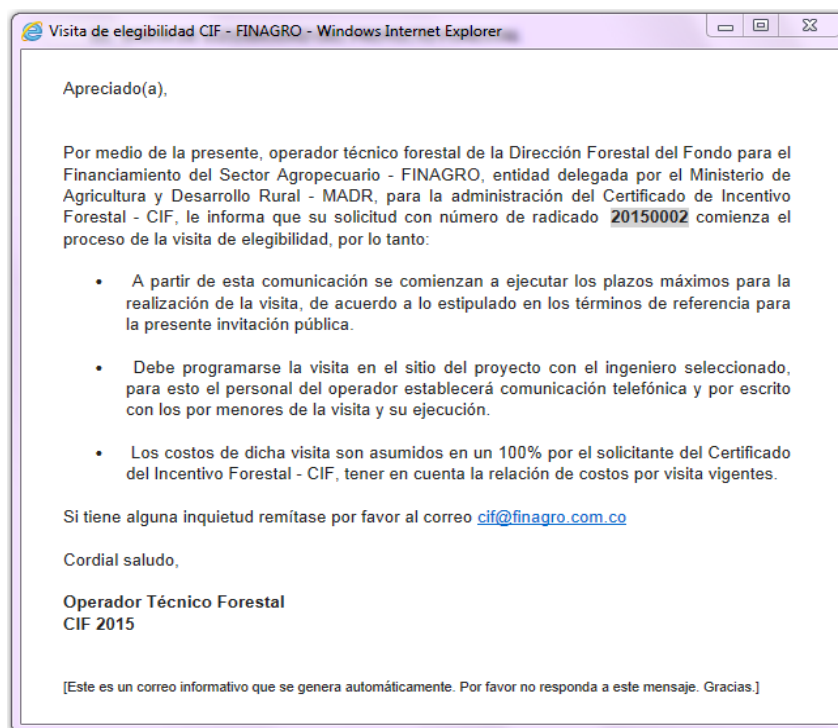 Visita de elegibilidad CIF - FINAGRO - Windows Internet Explorer
Apreciado(a),
Por medio de la presente, operador técnico forestal de la Dirección Forestal del Fondo para el
Financiamiento del Sector Agropecuario - FINAGRO, entidad delegada por el Ministerio de
Agricultura y Desarrollo Rural - MADR, para la administración del Certificado de Incentivo
Forestal - CIF, le informa que su solicitud con número de radicado 20150002 comienza el
proceso de la visita de elegibilidad, por lo tanto:
• A partir de esta comunicación se comienzan a ejecutar los plazos máximos para la
realización de la visita, de acuerdo a lo estipulado en los términos de referencia para
la presente invitación pública.
• Debe programarse la visita en el sitio del proyecto con el ingeniero seleccionado,
para esto el personal del operador establecerá comunicación telefónica y por escrito
con los por menores de la visita y su ejecución.
• Los costos de dicha visita son asumidos en un 100% por el solicitante del Certificado
del Incentivo Forestal - CIF, tener en cuenta la relación de costos por visita vigentes.
Si tiene alguna inquietud remítase por favor al correo cif@finagro.com.co
Cordial saludo,
Operador Técnico Forestal
CIF 2015
[Este es un correo informativo que se genera automáticamente. Por favor no responda a este mensaje. Gracias.]